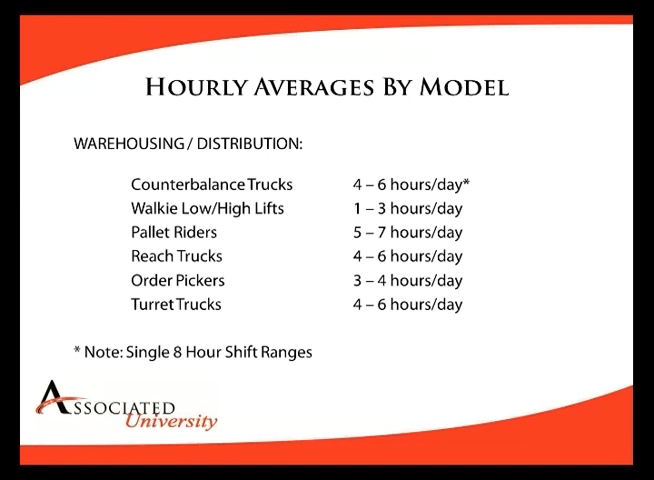 HOURLY AVERAGES BY MODEL
WAREHOUSING / DISTRIBUTION:
Counterbalance Trucks 4 – 6 hours/day*
Walkie Low/High Lifts 1 – 3 hours/day
Pallet Riders 5 – 7 hours/day
Reach Trucks 4 – 6 hours/day
Order Pickers 3 – 4 hours/day
Turret Trucks 4 – 6 hours/day
* Note: Single 8 Hour Shift Ranges
ASSOCIATED
University